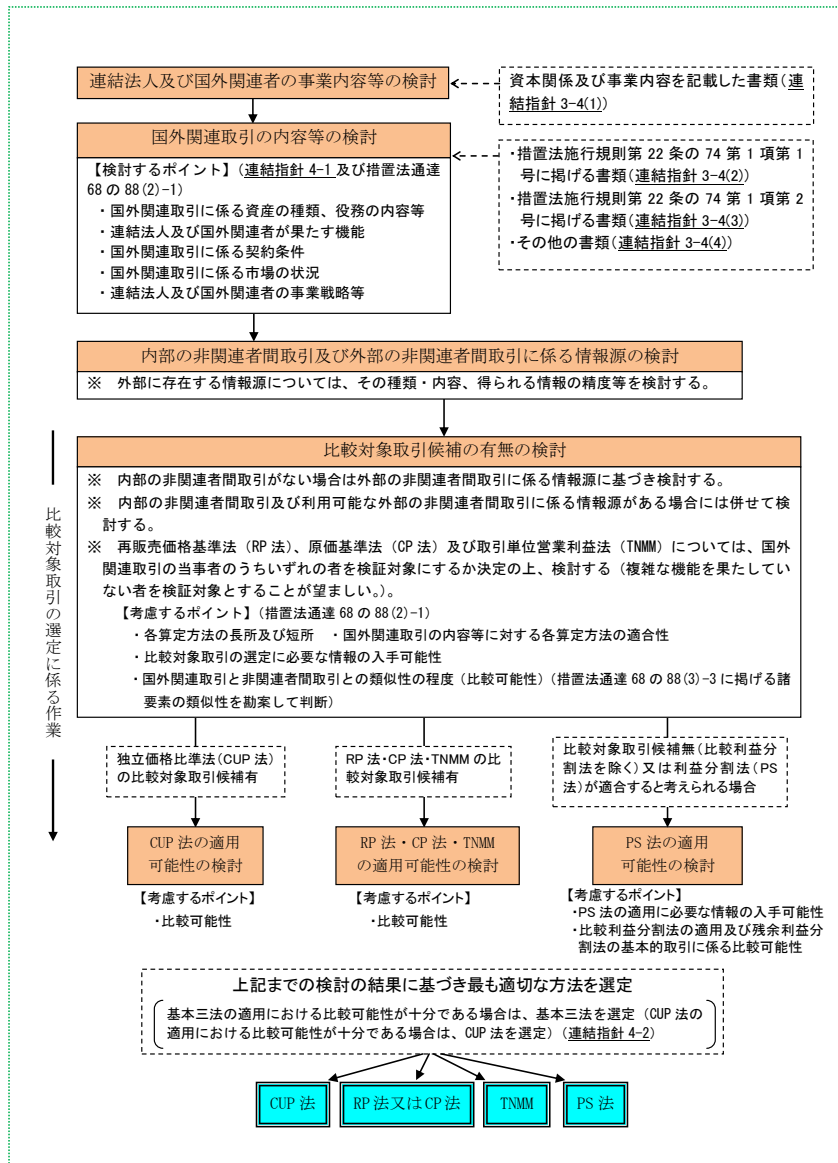 連結法人及び国外関連者の事業内容等の検討
資本関係及び事業内容を記載した書類(連
結指針 3-4(1))
国外関連取引の内容等の検討
【検討するポイント】(連結指針 4-1 及び措置法通達
68 の 88(2)-1)
・国外関連取引に係る資産の種類、役務の内容等
・連結法人及び国外関連者が果たす機能
・国外関連取引に係る契約条件
・国外関連取引に係る市場の状況
・連結法人及び国外関連者の事業戦略等
・措置法施行規則第 22 条の 74 第 1 項第 1
号に掲げる書類(連結指針 3-4(2))
・措置法施行規則第 22 条の 74 第 1 項第 2
号に掲げる書類(連結指針 3-4(3))
・その他の書類(連結指針 3-4(4))
内部の非関連者間取引及び外部の非関連者間取引に係る情報源の検討
※ 外部に存在する情報源については、その種類・内容、得られる情報の精度等を検討する。
比較対象取引の選定に係る作業
比較対象取引候補の有無の検討
※ 内部の非関連者間取引がない場合は外部の非関連者間取引に係る情報源に基づき検討する。
※ 内部の非関連者間取引及び利用可能な外部の非関連者間取引に係る情報源がある場合には併せて検
討する。
※ 再販売価格基準法(RP 法)、原価基準法(CP 法)及び取引単位営業利益法(TNMM)については、国外
関連取引の当事者のうちいずれの者を検証対象にするか決定の上、検討する(複雑な機能を果たしてい
ない者を検証対象とすることが望ましい。)。
【考慮するポイント】(措置法通達 68 の 88(2)-1)
・各算定方法の長所及び短所 ・国外関連取引の内容等に対する各算定方法の適合性
・比較対象取引の選定に必要な情報の入手可能性
・国外関連取引と非関連者間取引との類似性の程度(比較可能性)(措置法通達 68 の 88(3)-3 に掲げる諸
要素の類似性を勘案して判断)
独立価格比準法(CUP 法)
の比較対象取引候補有
RP 法・CP 法・TNMM の比
較対象取引候補有
比較対象取引候補無(比較利益分
割法を除く)又は利益分割法(PS
法)が適合すると考えられる場合
CUP 法の適用
可能性の検討
RP 法・CP 法・TNMM
の適用可能性の検討
PS 法の適用
可能性の検討
【考慮するポイント】
・比較可能性
【考慮するポイント】
・比較可能性
【考慮するポイント】
・PS 法の適用に必要な情報の入手可能性
・比較利益分割法の適用及び残余利益分
割法の基本的取引に係る比較可能性
上記までの検討の結果に基づき最も適切な方法を選定
基本三法の適用における比較可能性が十分である場合は、基本三法を選定(CUP 法の
適用における比較可能性が十分である場合は、CUP 法を選定)(連結指針 4-2)
CUP 法
RP 法又は CP 法
TNMM
PS 法